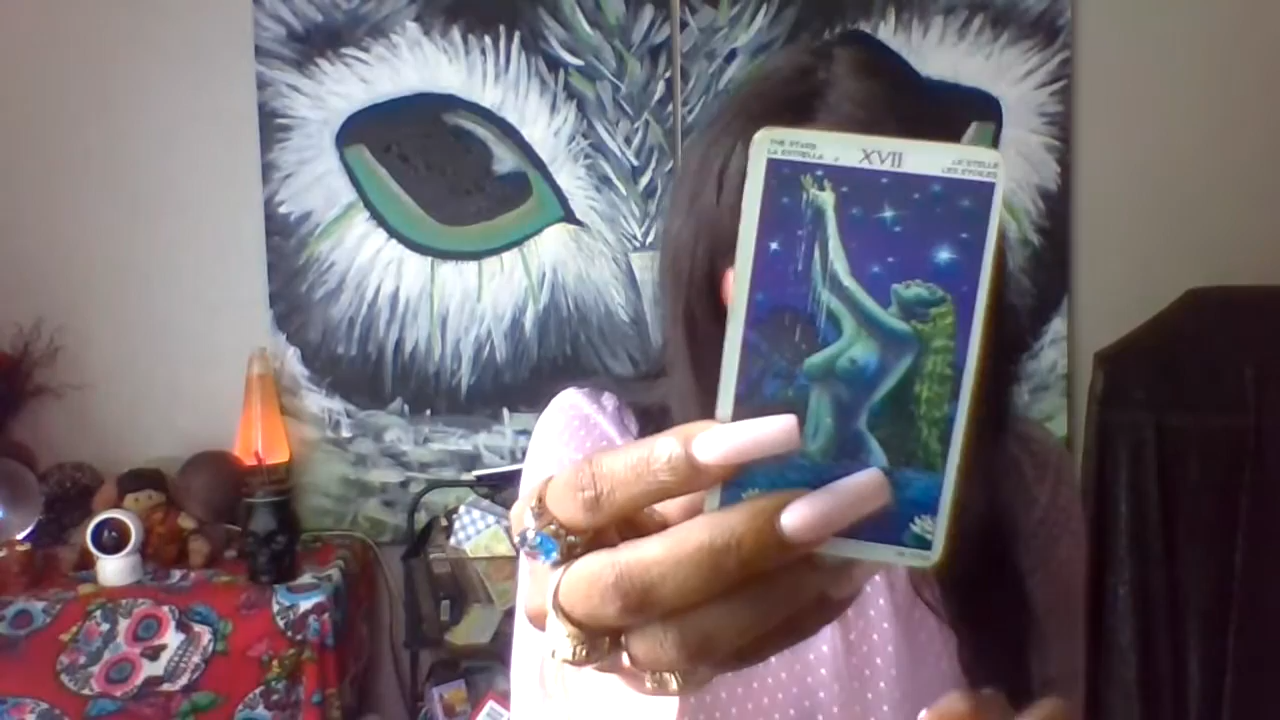 THE STARS
LA ESTRELLA
XVII
LE STELLE
LES ÉTOILES